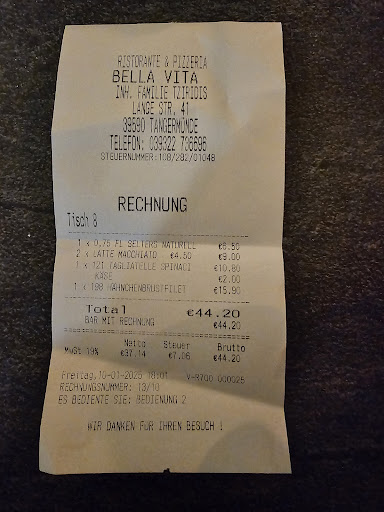 RISTORANTE & PIZZERIA
BELLA VITA
INH. FAMILIE TZIPIDIS
LANGE STR. 41
39590 TANGERMÜNDE
TELEFON: 039322 736696
STEUERNUMMER:108/282/01048
RECHNUNG
Tisch 8
1 x 0,75 FL SELTERS NATURELL €6.50
2 x LATTE MACCHIATO €4.50 €9.00
1 x 121 TAGLIATELLE SPINACI €10.80
KÄSE €2.00
1 x 198 HÄHNCHENBRUSTFILET €15.90
Total €44.20
BAR MIT RECHNUNG €44.20
Netto Steuer Brutto
MwSt 19% €37.14 €7.06 €44.20
Freitag,10-01-2025 18:01 V-R700 000025
RECHNUNGSNUMMER: 13/10
ES BEDIENTE SIE: BEDIENUNG 2
WIR DANKEN FÜR IHREN BESUCH !